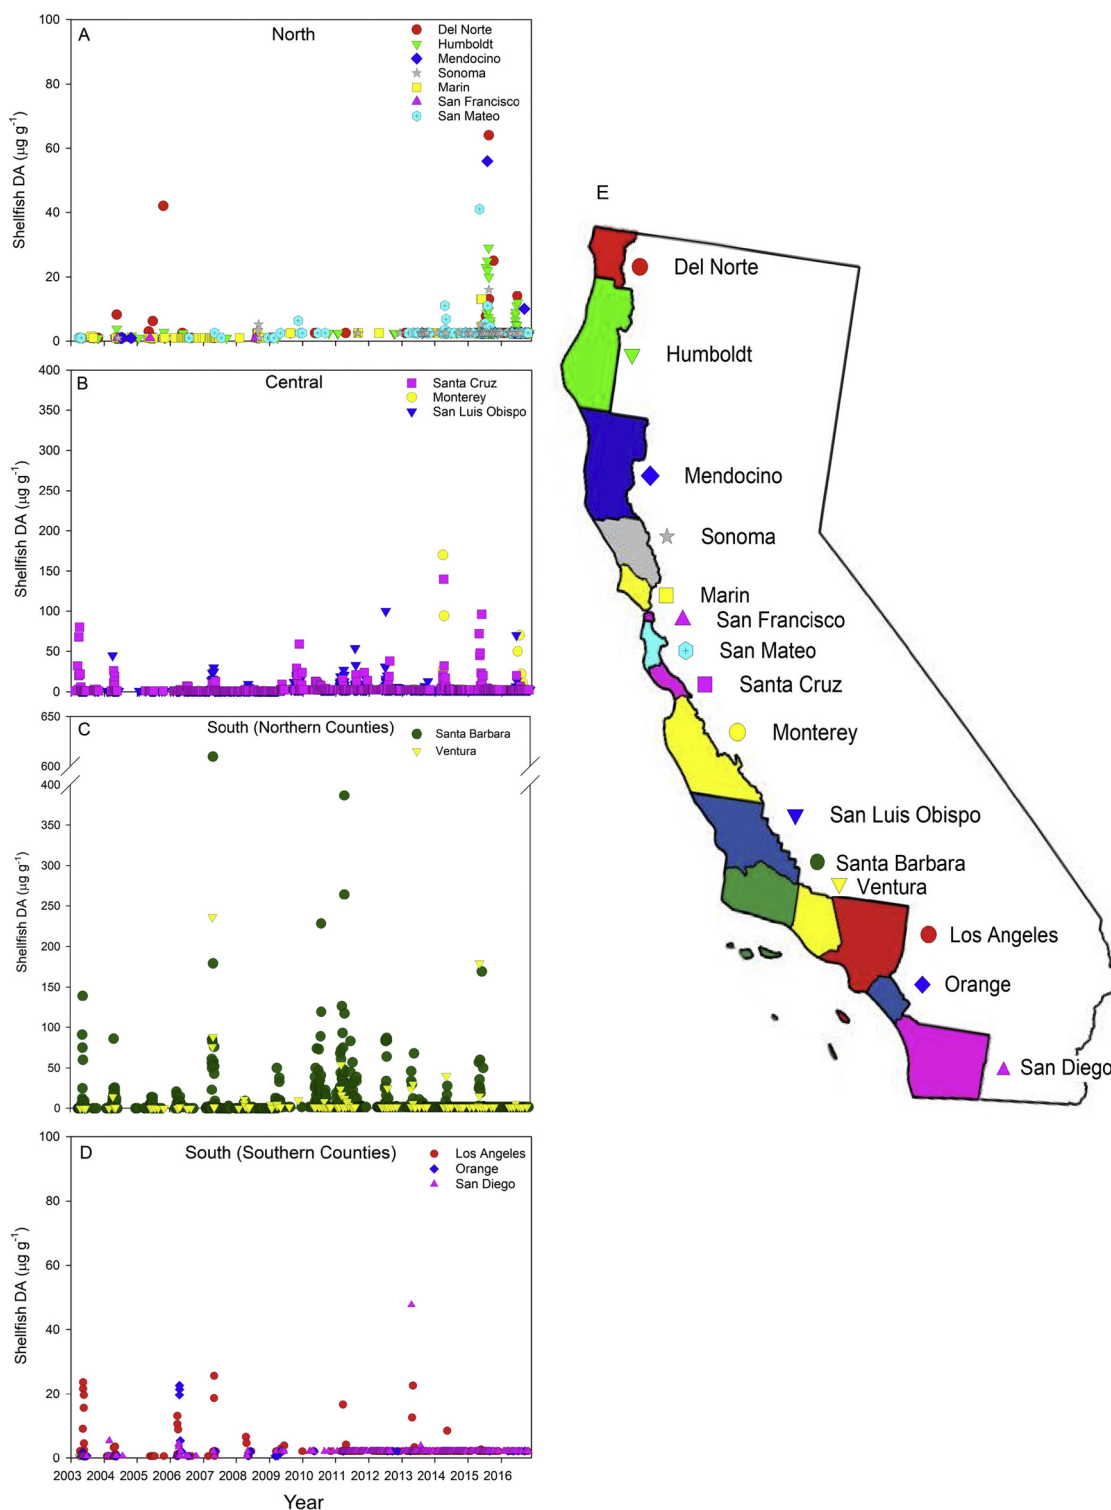 A
North
Del Norte
Humboldt
Mendocino
Sonoma
Marin
San Francisco
San Mateo
100
80
60
40
20
0
Shellfish DA (µg g⁻¹)
B
Central
Santa Cruz
Monterey
San Luis Obispo
400
350
300
250
200
150
100
50
0
Shellfish DA (µg g⁻¹)
C
South (Northern Counties)
Santa Barbara
Ventura
650
600
400
350
300
250
200
150
100
50
0
Shellfish DA (µg g⁻¹)
D
South (Southern Counties)
Los Angeles
Orange
San Diego
100
80
60
40
20
0
Shellfish DA (µg g⁻¹)
2003 2004 2005 2006 2007 2008 2009 2010 2011 2012 2013 2014 2015 2016
Year
E
Del Norte
Humboldt
Mendocino
Sonoma
Marin
San Francisco
San Mateo
Santa Cruz
Monterey
San Luis Obispo
Santa Barbara
Ventura
Los Angeles
Orange
San Diego